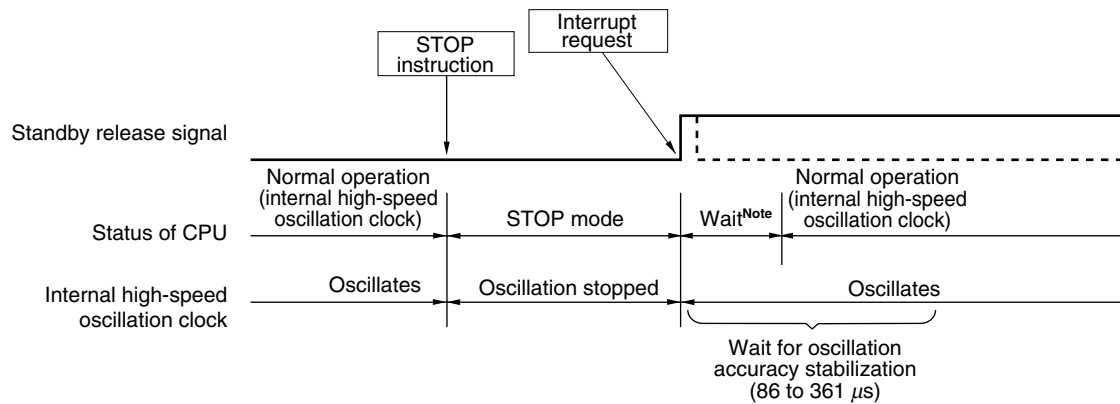 Interrupt
request
STOP
instruction
Standby release signal
Normal operation
(internal high-speed
oscillation clock)
Normal operation
(internal high-speed
oscillation clock)
Status of CPU
STOP mode
WaitNote
Internal high-speed
oscillation clock
Oscillates
Oscillation stopped
Oscillates
Wait for oscillation
accuracy stabilization
(86 to 361 μs)